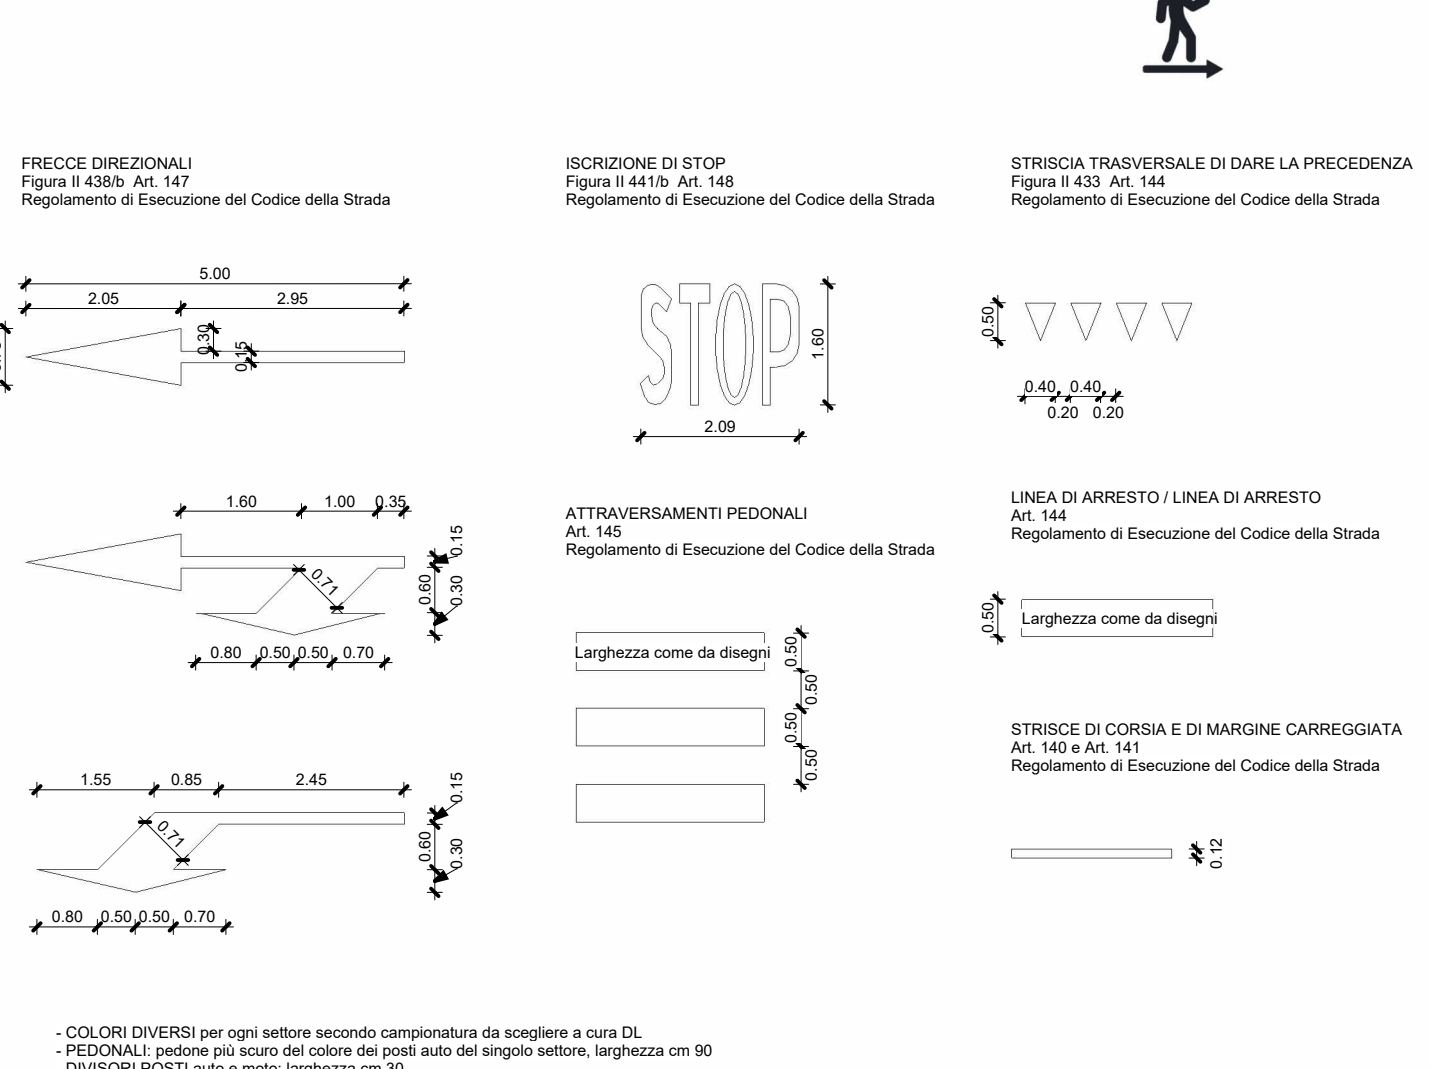 FRECCE DIREZIONALI
Figura II 438/b Art. 147
Regolamento di Esecuzione del Codice della Strada
5.00
2.05
2.95
0.30
0.15
1.60
1.00
0.35
0.15
0.71
0.60
0.30
0.80
0.50
0.50
0.70
1.55
0.85
2.45
0.15
0.71
0.60
0.30
0.80
0.50
0.50
0.70
ISCRIZIONE DI STOP
Figura II 441/b Art. 148
Regolamento di Esecuzione del Codice della Strada
STOP
1.60
2.09
ATTRAVERSAMENTI PEDONALI
Art. 145
Regolamento di Esecuzione del Codice della Strada
Larghezza come da disegni
0.50
0.50
0.50
0.50
STRISCIA TRASVERSALE DI DARE LA PRECEDENZA
Figura II 433 Art. 144
Regolamento di Esecuzione del Codice della Strada
0.50
0.40
0.40
0.20
0.20
LINEA DI ARRESTO / LINEA DI ARRESTO
Art. 144
Regolamento di Esecuzione del Codice della Strada
0.50
Larghezza come da disegni
STRISCE DI CORSIA E DI MARGINE CARREGGIATA
Art. 140 e Art. 141
Regolamento di Esecuzione del Codice della Strada
0.12
- COLORI DIVERSI per ogni settore secondo campionatura da scegliere a cura DL
- PEDONALI: pedone più scuro del colore dei posti auto del singolo settore, larghezza cm 90
DIVISORI POSTI auto e moto: larghezza cm 30